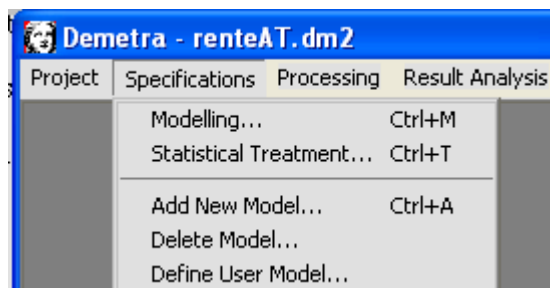 Demetra - renteAT.dm2
Project Specifications Processing Result Analysis
Modelling... Ctrl+M
Statistical Treatment... Ctrl+T
Add New Model... Ctrl+A
Delete Model...
Define User Model...